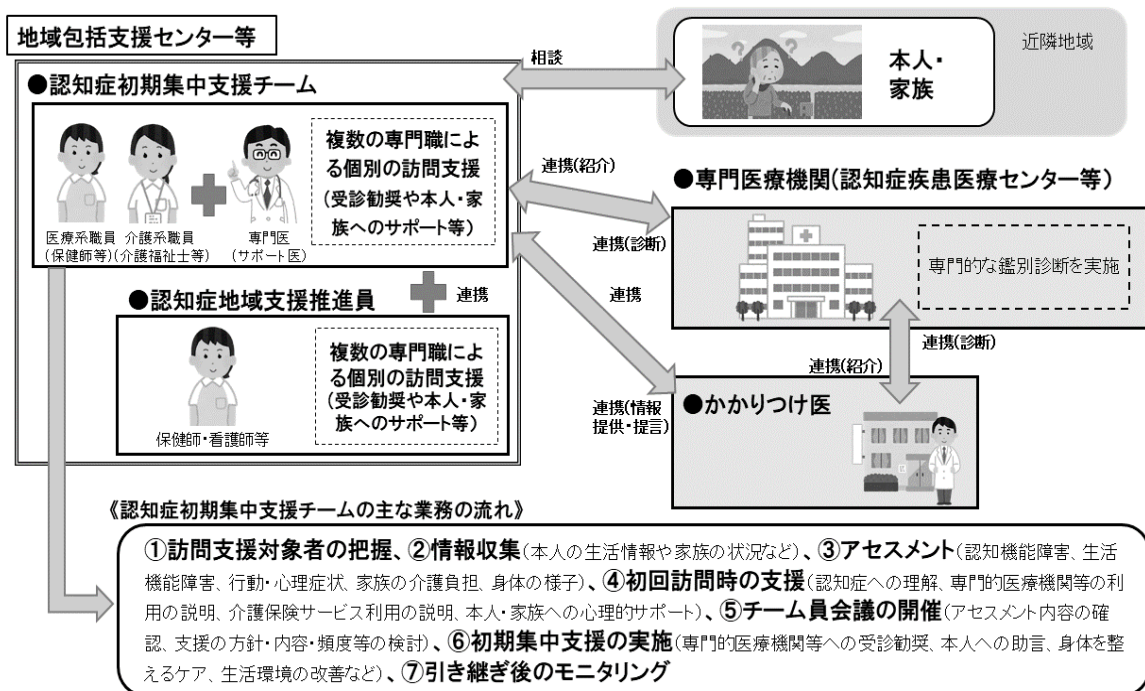 地域包括支援センター等
●認知症初期集中支援チーム
医療系職員
(保健師等)
介護系職員
(介護福祉士等)
専門医
(サポート医)
複数の専門職によ
る個別の訪問支援
(受診勧奨や本人・家
族へのサポート等)
連携
●認知症地域支援推進員
保健師・看護師等
複数の専門職によ
る個別の訪問支援
(受診勧奨や本人・家
族へのサポート等)
相談
本人・
家族
近隣地域
連携(紹介)
連携(診断)
●専門医療機関(認知症疾患医療センター等)
専門的な鑑別診断を実施
連携
連携(情報
提供・提言)
連携(診断)
連携(紹介)
●かかりつけ医
《認知症初期集中支援チームの主な業務の流れ》
①訪問支援対象者の把握、②情報収集(本人の生活情報や家族の状況など)、③アセスメント(認知機能障害、生活
機能障害、行動・心理症状、家族の介護負担、身体の様子)、④初回訪問時の支援(認知症への理解、専門的医療機関等の利
用の説明、介護保険サービス利用の説明、本人・家族への心理的サポート)、⑤チーム員会議の開催(アセスメント内容の確
認、支援の方針・内容・頻度等の検討)、⑥初期集中支援の実施(専門的医療機関等への受診勧奨、本人への助言、身体を整
えるケア、生活環境の改善など)、⑦引き継ぎ後のモニタリング